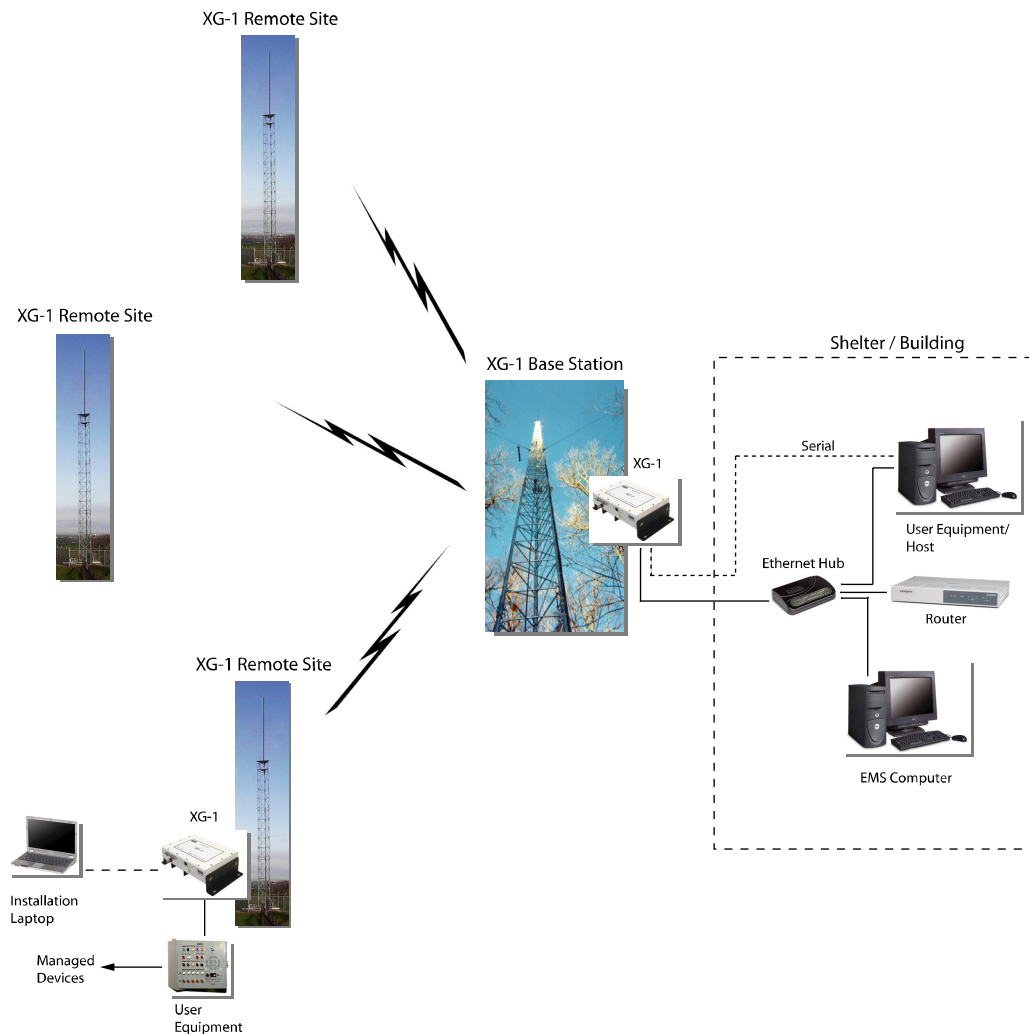 XG-1 Remote Site
XG-1 Remote Site
XG-1 Base Station
Shelter / Building
Serial
XG-1
User Equipment/
Host
Ethernet Hub
Router
XG-1 Remote Site
EMS Computer
XG-1
Installation
Laptop
Managed
Devices
User
Equipment